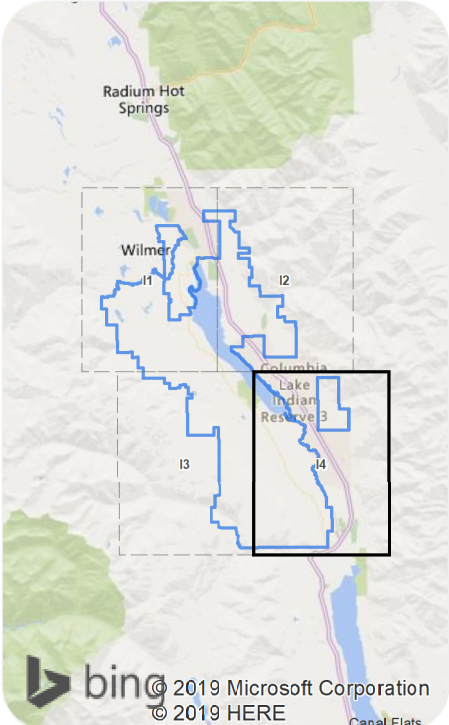 Radium Hot
Springs
Wilmer
I1
I2
Columbia
Lake
Indian
Reserve 3
I3
I4
bing
© 2019 Microsoft Corporation
© 2019 HERE
Canal Flats